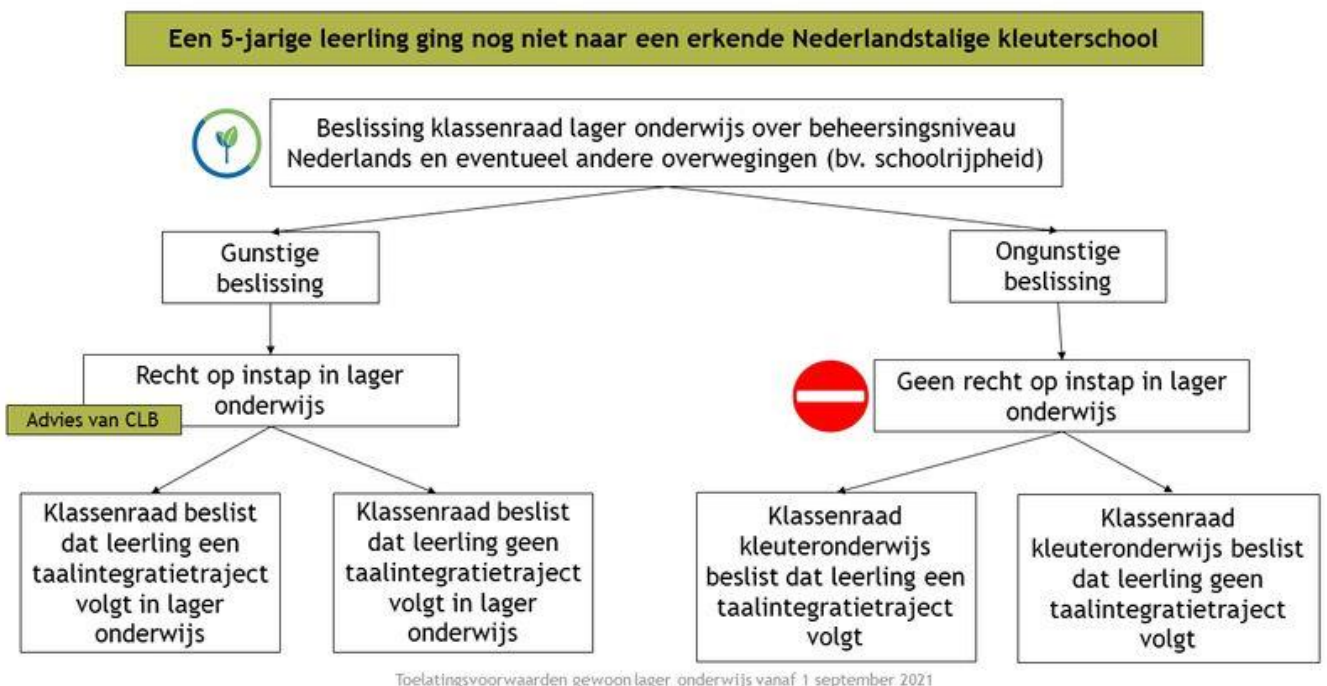 Een 5-jarige leerling ging nog niet naar een erkende Nederlandstalige kleuterschool
Beslissing klassenraad lager onderwijs over beheersingsniveau
Nederlands en eventueel andere overwegingen (bv. schoolrijpheid)
Gunstige
beslissing
Ongunstige
beslissing
Recht op instap in lager
onderwijs
Advies van CLB
Geen recht op instap in lager
onderwijs
Klassenraad beslist
dat leerling een
taalintegratietraject
volgt in lager
onderwijs
Klassenraad beslist
dat leerling geen
taalintegratietraject
volgt in lager
onderwijs
Klassenraad
kleuteronderwijs
beslist dat leerling een
taalintegratietraject
volgt
Klassenraad
kleuteronderwijs beslist
dat leerling geen
taalintegratietraject
volgt
Toelatingsvoorwaarden gewoon lager onderwijs vanaf 1 september 2021